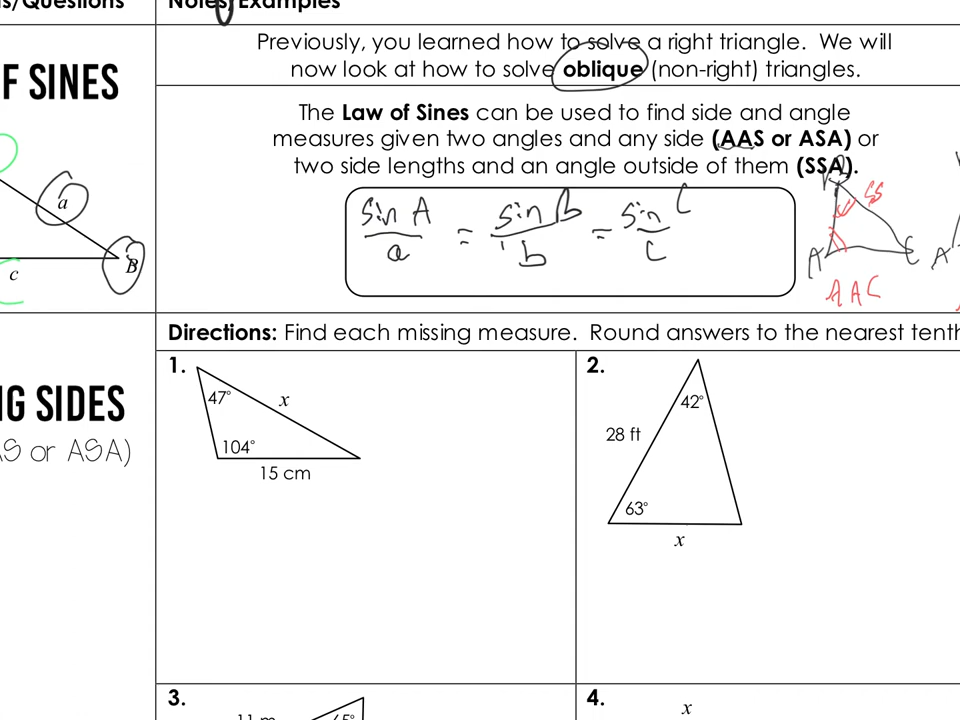 s/Questions
Notes/Examples
Previously, you learned how to solve a right triangle. We will
now look at how to solve oblique (non-right) triangles.
F SINES
The Law of Sines can be used to find side and angle
measures given two angles and any side (AAS or ASA) or
two side lengths and an angle outside of them (SSA).
a
B
c
sin A / a = sin B / b = sin C / c
B
SS
A
C
A
AAC
Directions: Find each missing measure. Round answers to the nearest tenth
NG SIDES
AS or ASA)
1.
47°
x
104°
15 cm
2.
42°
28 ft
63°
x
3.
11 m
65°
4.
x